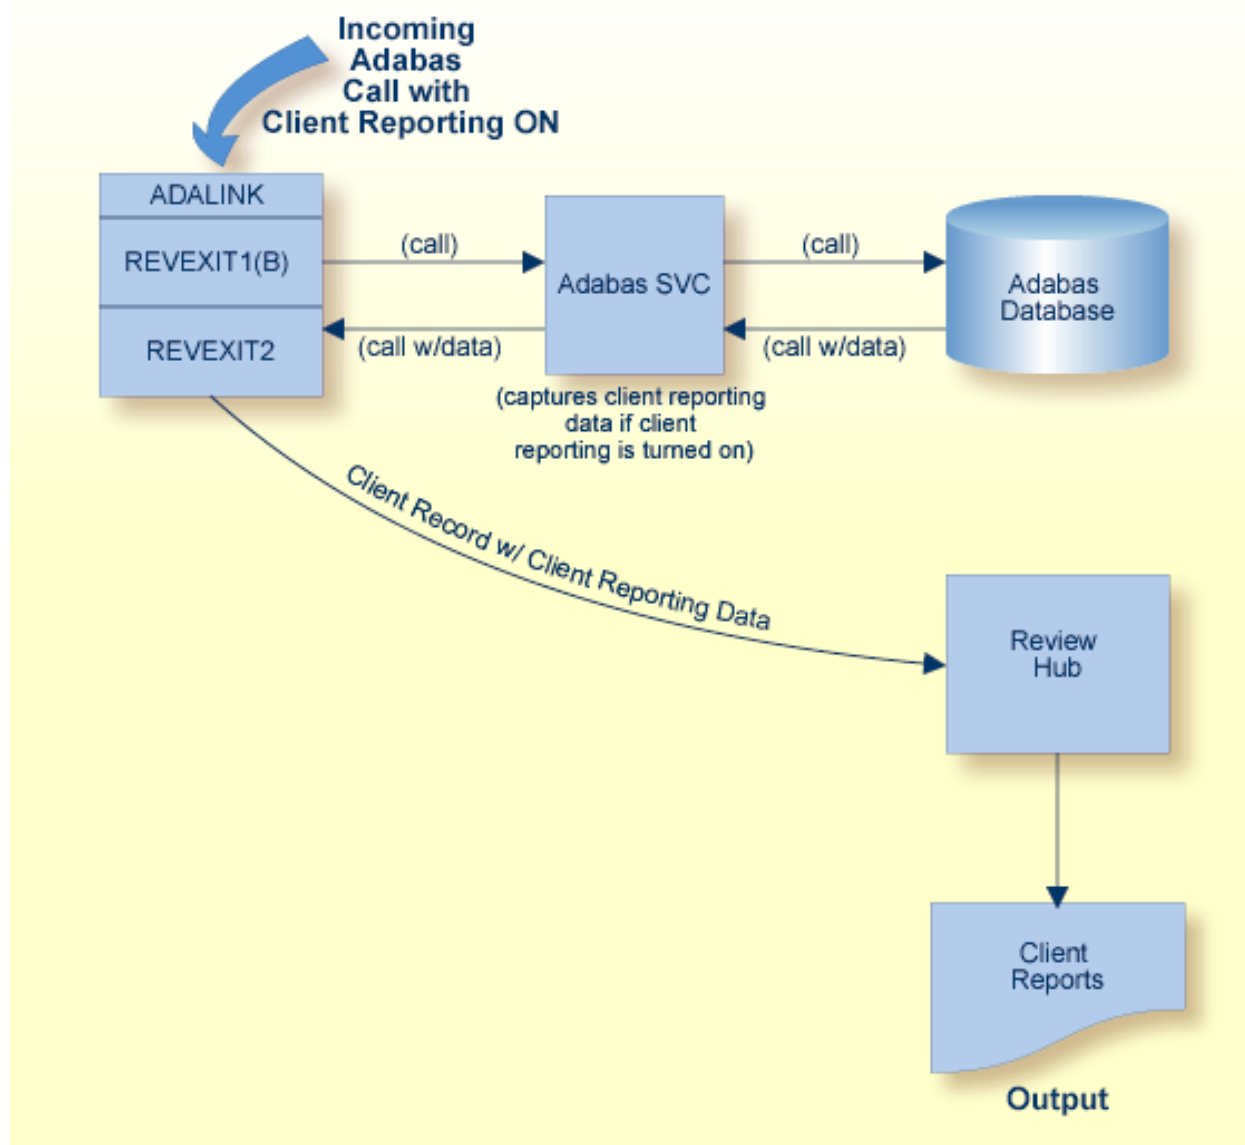 Incoming
Adabas
Call with
Client Reporting ON
ADALINK
REVEXIT1(B)
REVEXIT2
(call)
(call w/data)
Adabas SVC
(captures client reporting
data if client
reporting is turned on)
(call)
(call w/data)
Adabas
Database
Client Record w/ Client Reporting Data
Review
Hub
Client
Reports
Output